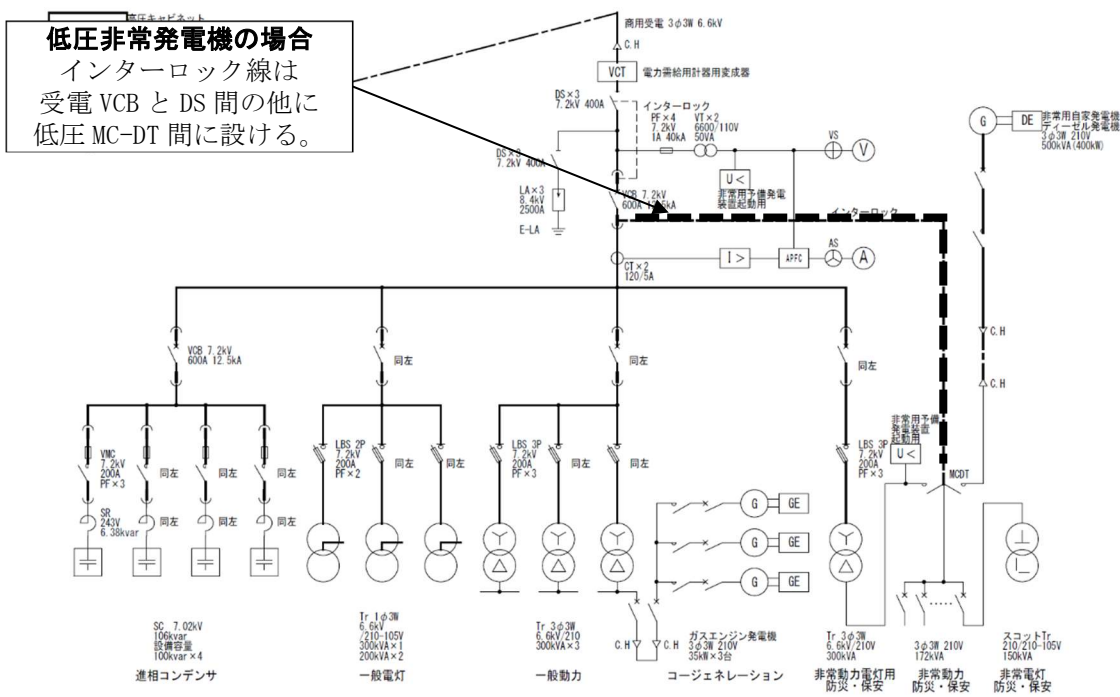 高圧キャビネット
低圧非常発電機の場合
インターロック線は
受電 VCB と DS 間の他に
低圧 MC-DT 間に設ける。
商用受電 3φ3W 6.6kV
C.H
VCT 電力需給用計器用変成器
DS×3
7.2kV 400A
インターロック
PF×4
7.2kV
1A 40kA
VT×2
6600/110V
50VA
VS
V
G
DE
非常用自家発電機
ディーゼル発電機
3φ3W 210V
500kVA(400kW)
DS×3
7.2kV 400A
U<
非常用予備発電
装置起動用
LA×3
8.4kV
2500A
E-LA
VCB 7.2kV
600A 12.5kA
インターロック
CT×2
120/5A
I>
APFC
AS
A
VCB 7.2kV
600A 12.5kA
同左
同左
同左
C.H
C.H
VMC
7.2kV
200A
PF×3
同左
同左
同左
SR
243V
6.38kvar
同左
同左
同左
LBS 2P
7.2kV
200A
PF×2
同左
同左
LBS 3P
7.2kV
200A
PF×3
同左
同左
LBS 3P
7.2kV
200A
PF×3
非常用予備
発電装置
起動用
U<
MCDT
G
GE
G
GE
G
GE
C.H
C.H
SC 7.02kV
106kvar
設備容量
100kvar×4
進相コンデンサ
Tr 1φ3W
6.6kV
/210-105V
300kVA×1
200kVA×2
一般電灯
Tr 3φ3W
6.6kV/210
300kVA×3
一般動力
ガスエンジン発電機
3φ3W 210V
35kW×3台
コージェネレーション
Tr 3φ3W
6.6kV/210V
300kVA
非常動力電灯用
防災・保安
3φ3W 210V
172kVA
非常動力
防災・保安
スコットTr
210/210-105V
150kVA
非常電灯
防災・保安